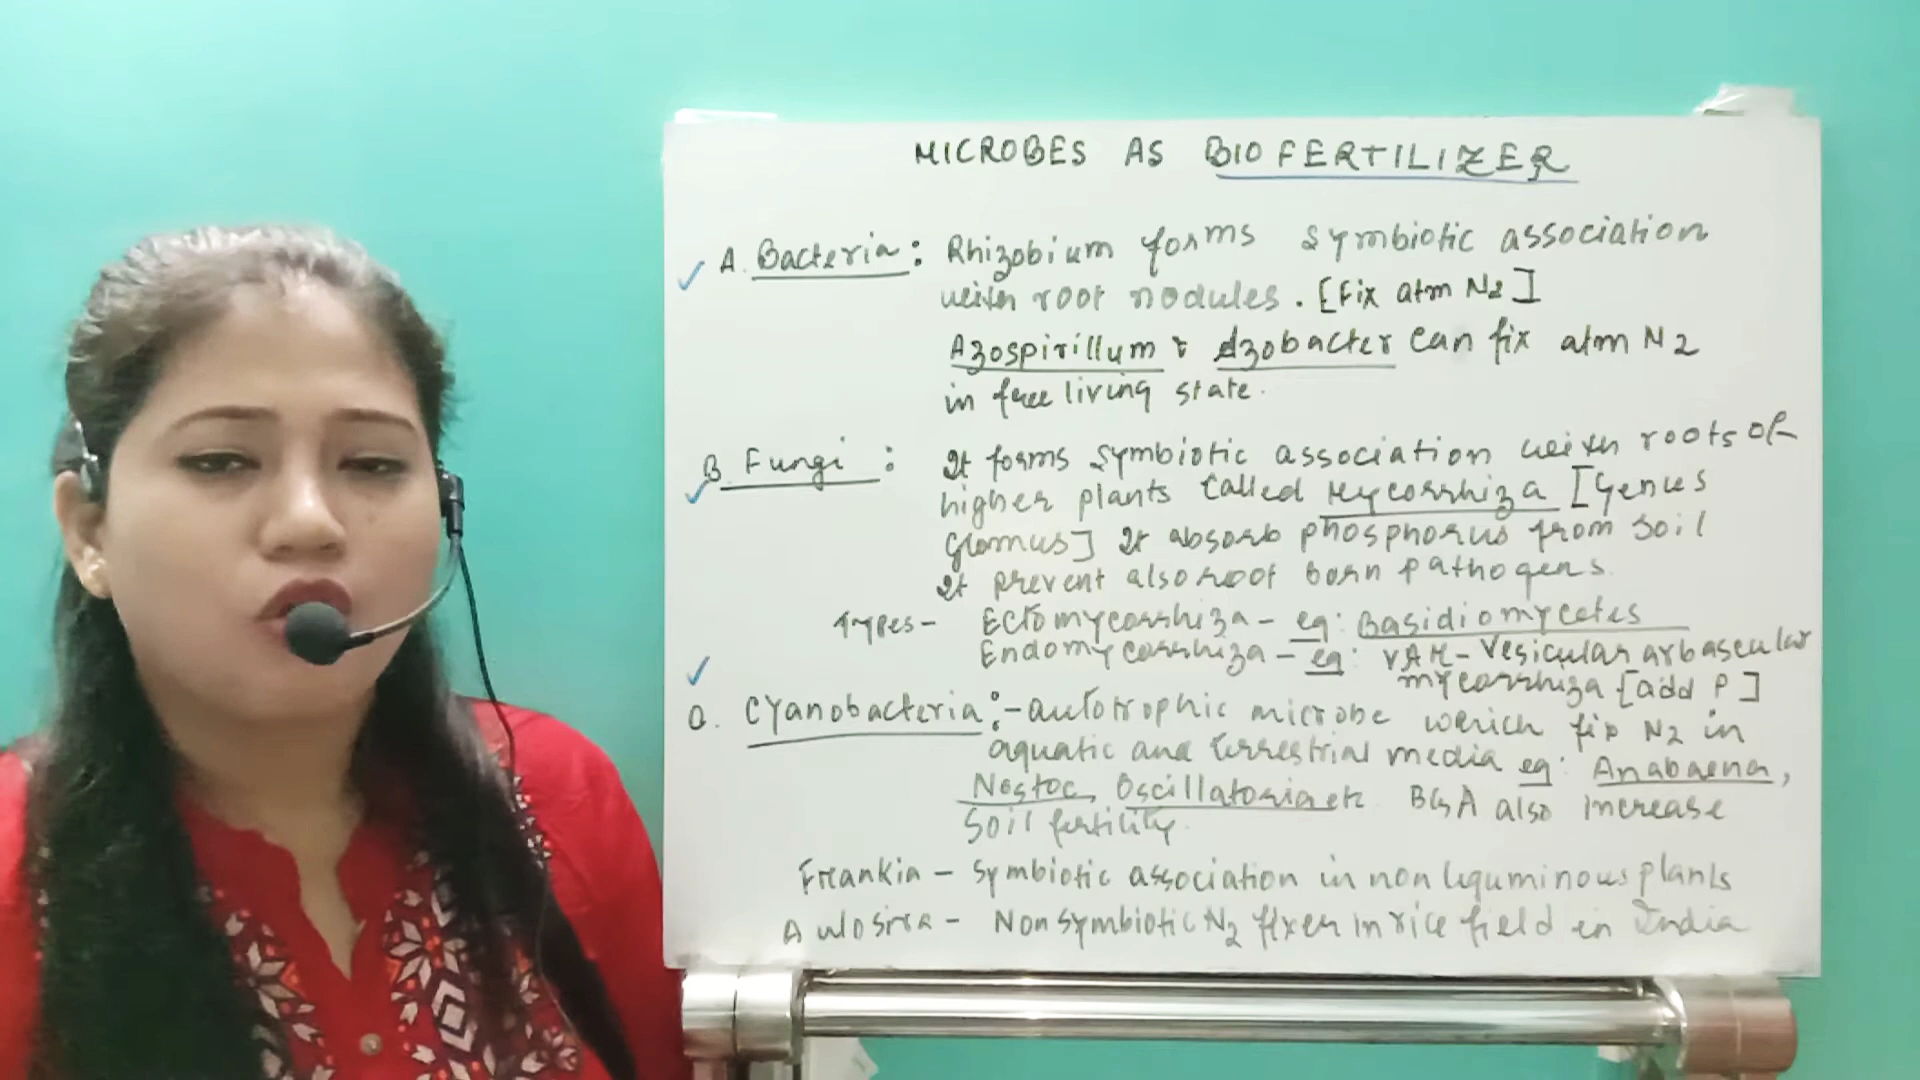 MICROBES AS BIOFERTILIZER
A. Bacteria : Rhizobium forms symbiotic association
with root nodules. [Fix atm N2]
Azospirillum & Azobacter can fix atm N2
in free living state.
B. Fungi : It forms symbiotic association with roots of
higher plants called Mycorrhiza [Genus
Glomus] It absorb phosphorus from soil
It prevent also root born pathogens.
Types - Ectomycorrhiza - eg: Basidiomycetes
Endomycorrhiza - eg: VAM - Vesicular arbascular
mycorrhiza [add P]
Cyanobacteria :- autotrophic microbe which fix N2 in
aquatic and terrestrial media eg: Anabaena,
Nostoc, Oscillatoria etc. BGA also increase
soil fertility.
Frankia - Symbiotic association in non leguminous plants
Aulosira - Non Symbiotic N2 fixer in rice field in India